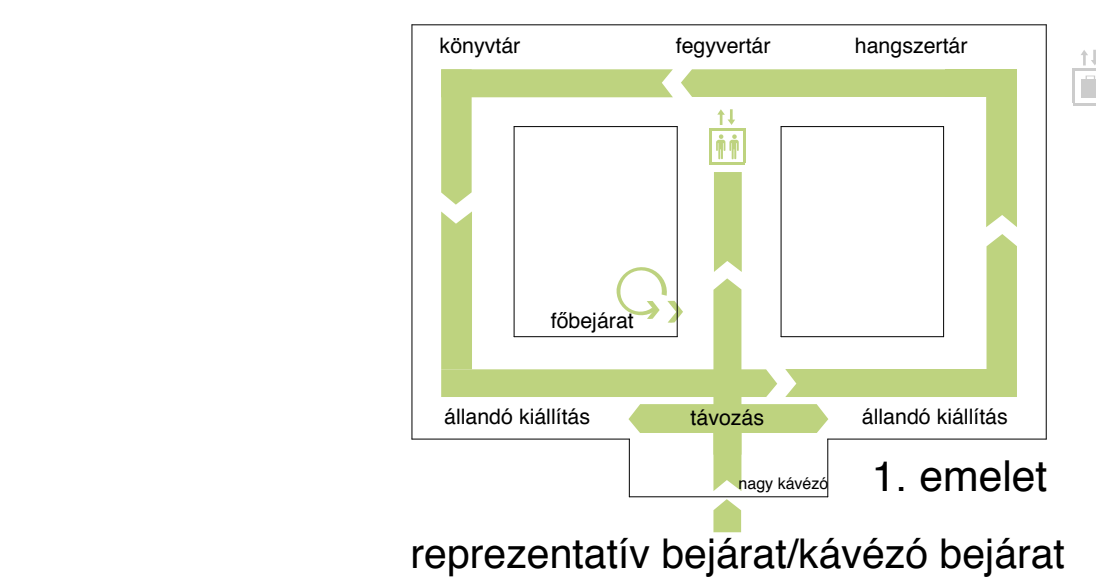 könyvtár fegyvertár hangszertár
főbejárat
állandó kiállítás távozás állandó kiállítás
nagy kávézó
1. emelet
reprezentatív bejárat/kávézó bejárat